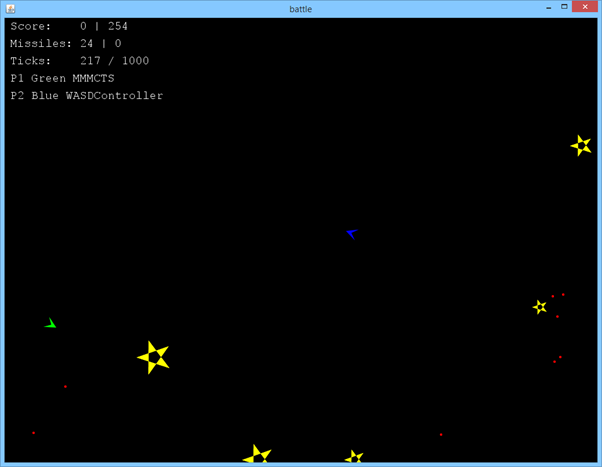 battle
Score:    0 | 254
Missiles: 24 | 0
Ticks:    217 / 1000
P1 Green MMMCTS
P2 Blue WASDController